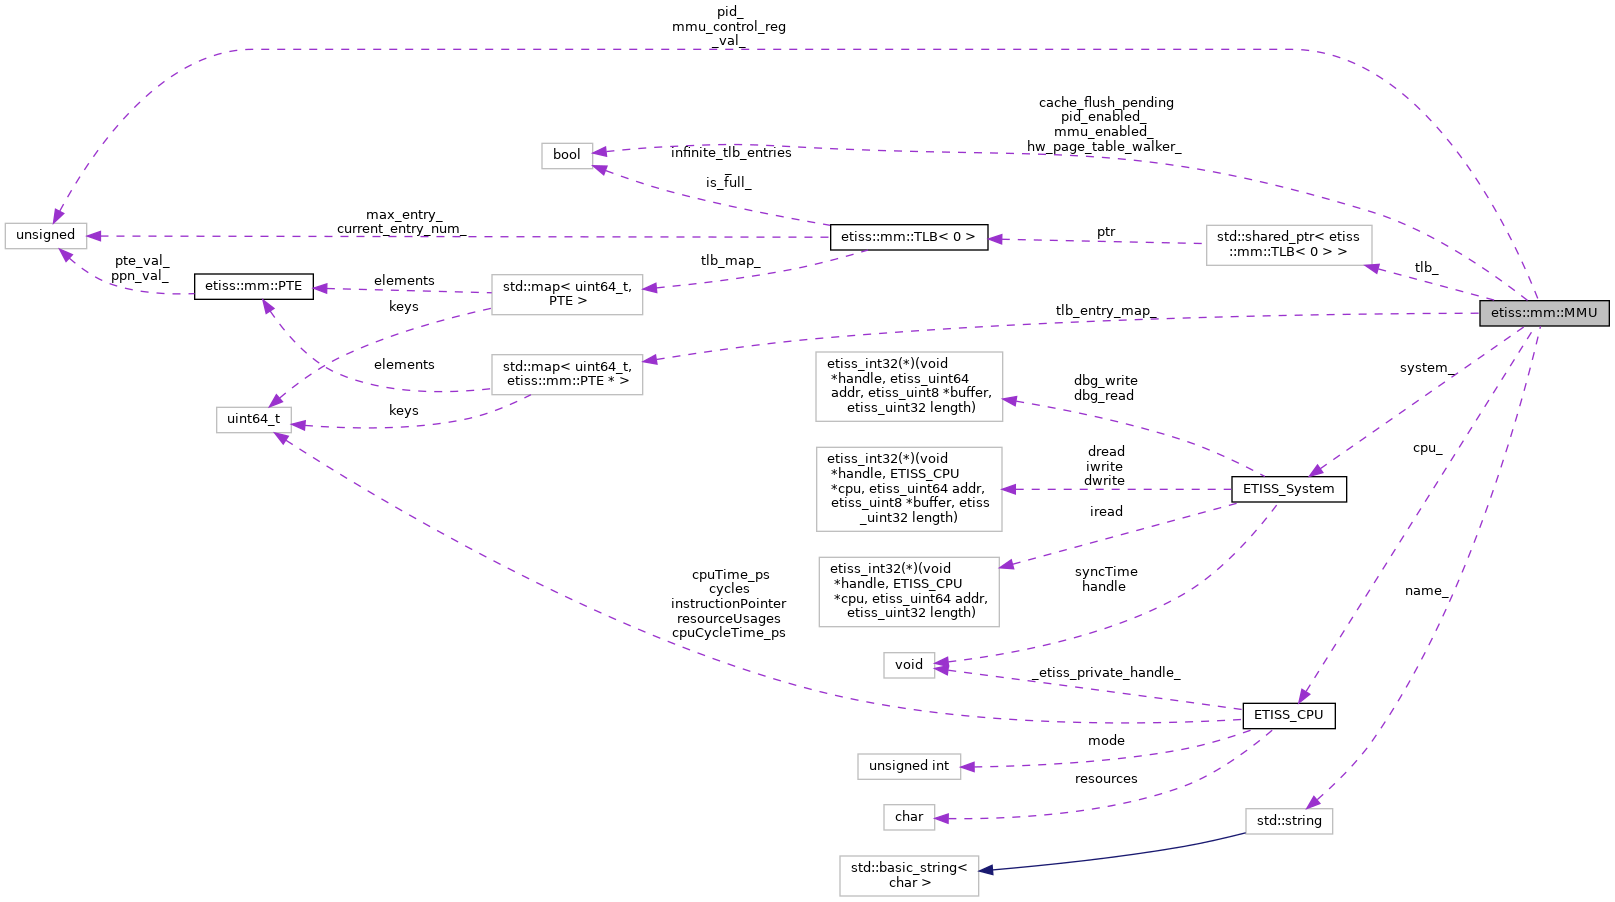 pid_
mmu_control_reg
_val_
cache_flush_pending
pid_enabled_
mmu_enabled_
hw_page_table_walker_
bool
infinite_tlb_entries
_
is_full_
unsigned
max_entry_
current_entry_num_
etiss::mm::TLB< 0 >
ptr
std::shared_ptr< etiss
::mm::TLB< 0 > >
tlb_
etiss::mm::MMU
pte_val_
ppn_val_
etiss::mm::PTE
elements
keys
std::map< uint64_t,
PTE >
tlb_map_
tlb_entry_map_
elements
std::map< uint64_t,
etiss::mm::PTE * >
keys
uint64_t
etiss_int32(*)(void
*handle, etiss_uint64
addr, etiss_uint8 *buffer,
etiss_uint32 length)
dbg_write
dbg_read
system_
cpu_
etiss_int32(*)(void
*handle, ETISS_CPU
*cpu, etiss_uint64 addr,
etiss_uint8 *buffer, etiss
_uint32 length)
dread
iwrite
dwrite
ETISS_System
iread
etiss_int32(*)(void
*handle, ETISS_CPU
*cpu, etiss_uint64 addr,
etiss_uint32 length)
syncTime
handle
name_
cpuTime_ps
cycles
instructionPointer
resourceUsages
cpuCycleTime_ps
void
_etiss_private_handle_
ETISS_CPU
mode
unsigned int
resources
char
std::string
std::basic_string<
char >